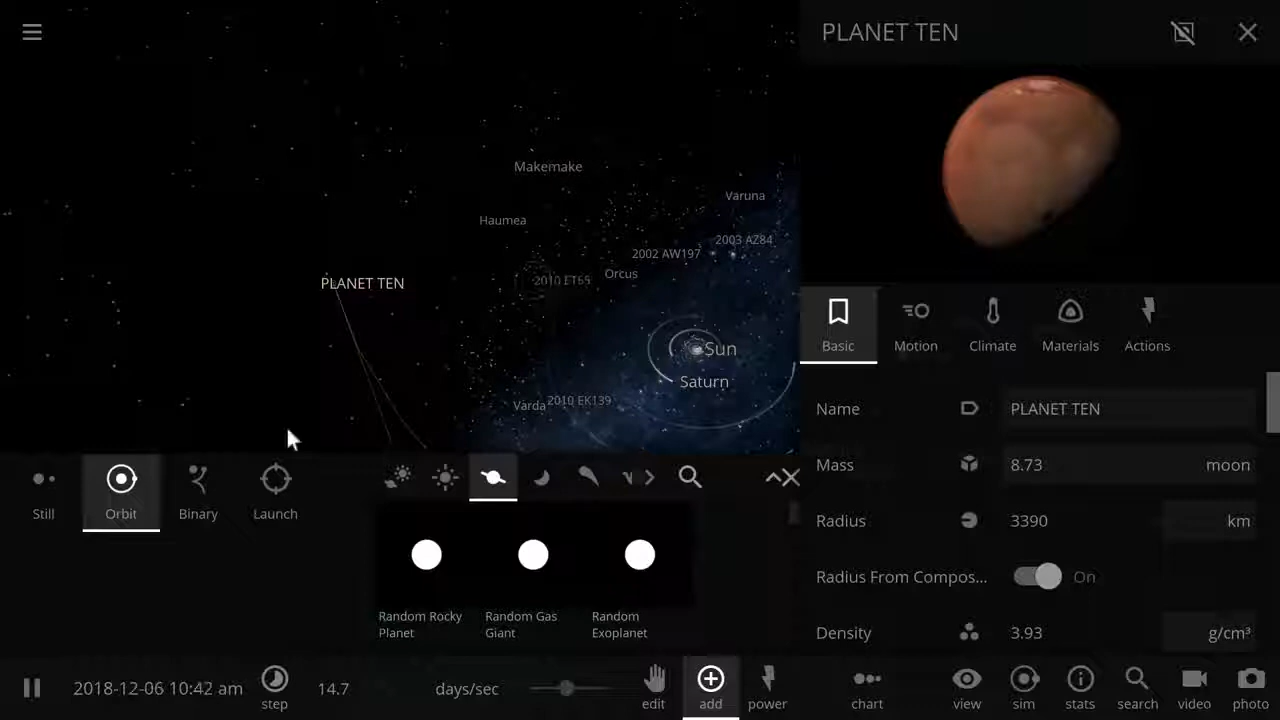 PLANET TEN
Makemake
Varuna
Haumea
2003 AZ84
2002 AW197
Orcus
2010 ET65
PLANET TEN
Sun
Saturn
Varda
2010 EK139
Basic
Motion
Climate
Materials
Actions
Name
PLANET TEN
Mass
8.73
moon
Radius
3390
km
Radius From Compos...
On
Density
3.93
g/cm³
Still
Orbit
Binary
Launch
Random Rocky
Planet
Random Gas
Giant
Random
Exoplanet
2018-12-06 10:42 am
step
14.7
days/sec
edit
add
power
chart
view
sim
stats
search
video
photo